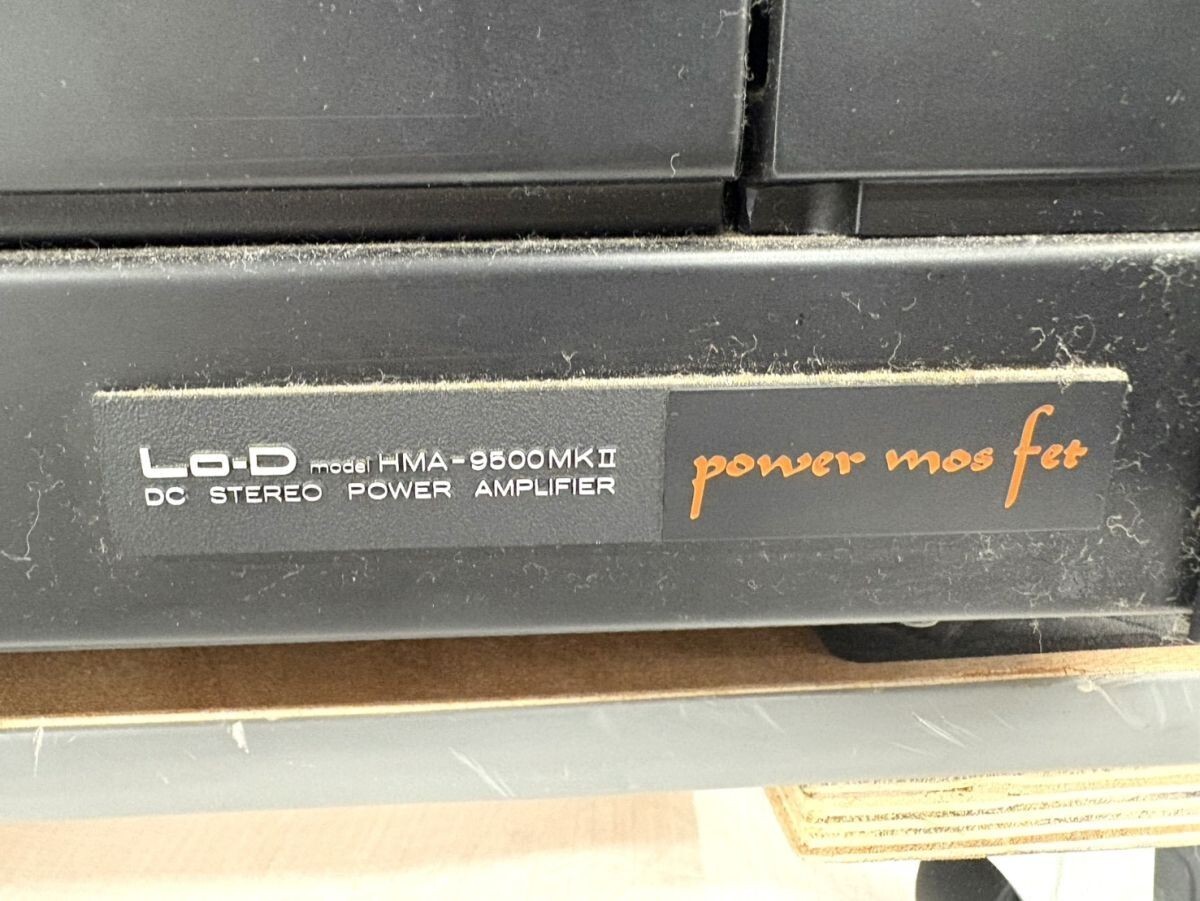 Lo-D model HMA-9500MKII
DC STEREO POWER AMPLIFIER
power mos fet